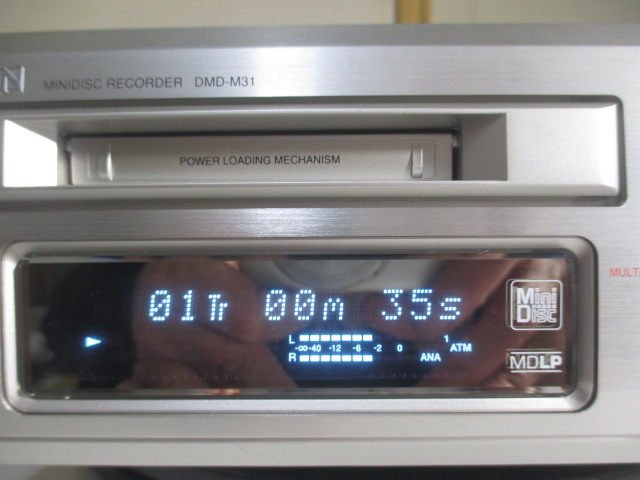 N
MINIDISC RECORDER DMD-M31
POWER LOADING MECHANISM
MULTI
01Tr 00m 35s
Mini
Disc
L
-∞ -40 -12 -6 -2 0
1
ATM
R
ANA
MDLP